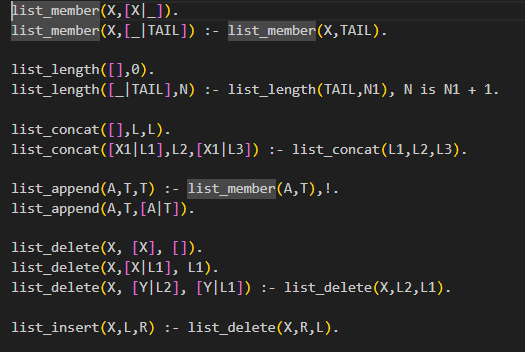 list_member(X,[X|_]).
list_member(X,[_|TAIL]) :- list_member(X,TAIL).
list_length([],0).
list_length([_|TAIL],N) :- list_length(TAIL,N1), N is N1 + 1.
list_concat([],L,L).
list_concat([X1|L1],L2,[X1|L3]) :- list_concat(L1,L2,L3).
list_append(A,T,T) :- list_member(A,T),!.
list_append(A,T,[A|T]).
list_delete(X, [X], []).
list_delete(X,[X|L1], L1).
list_delete(X, [Y|L2], [Y|L1]) :- list_delete(X,L2,L1).
list_insert(X,L,R) :- list_delete(X,R,L).